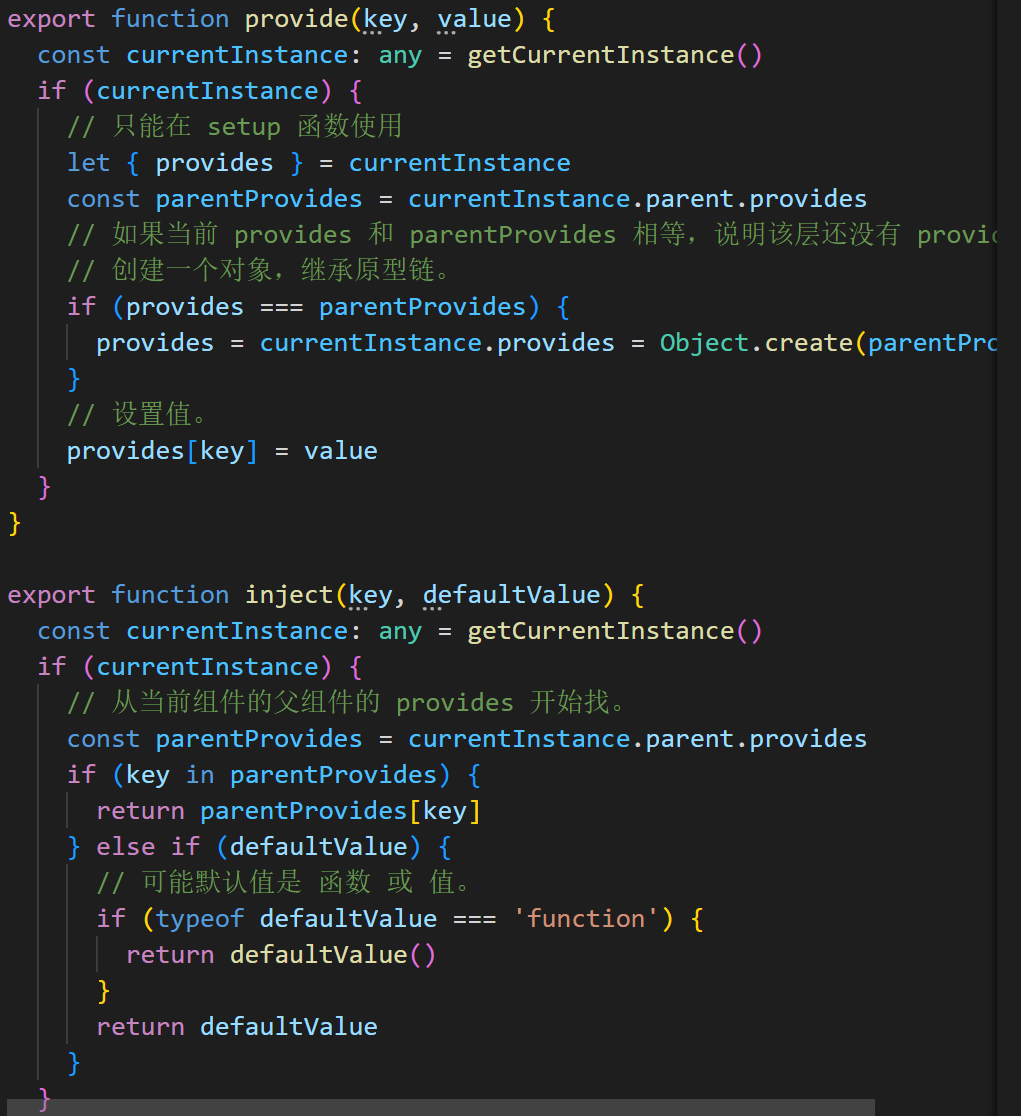 export function provide(key, value) {
  const currentInstance: any = getCurrentInstance()
  if (currentInstance) {
    // 只能在 setup 函数使用
    let { provides } = currentInstance
    const parentProvides = currentInstance.parent.provides
    // 如果当前 provides 和 parentProvides 相等，说明该层还没有
    // 创建一个对象，继承原型链。
    if (provides === parentProvides) {
      provides = currentInstance.provides = Object.create(
    }
    // 设置值。
    provides[key] = value
  }
}

export function inject(key, defaultValue) {
  const currentInstance: any = getCurrentInstance()
  if (currentInstance) {
    // 从当前组件的父组件的 provides 开始找。
    const parentProvides = currentInstance.parent.provides
    if (key in parentProvides) {
      return parentProvides[key]
    } else if (defaultValue) {
      // 可能默认值是 函数 或 值。
      if (typeof defaultValue === 'function') {
        return defaultValue()
      }
      return defaultValue
    }
  }